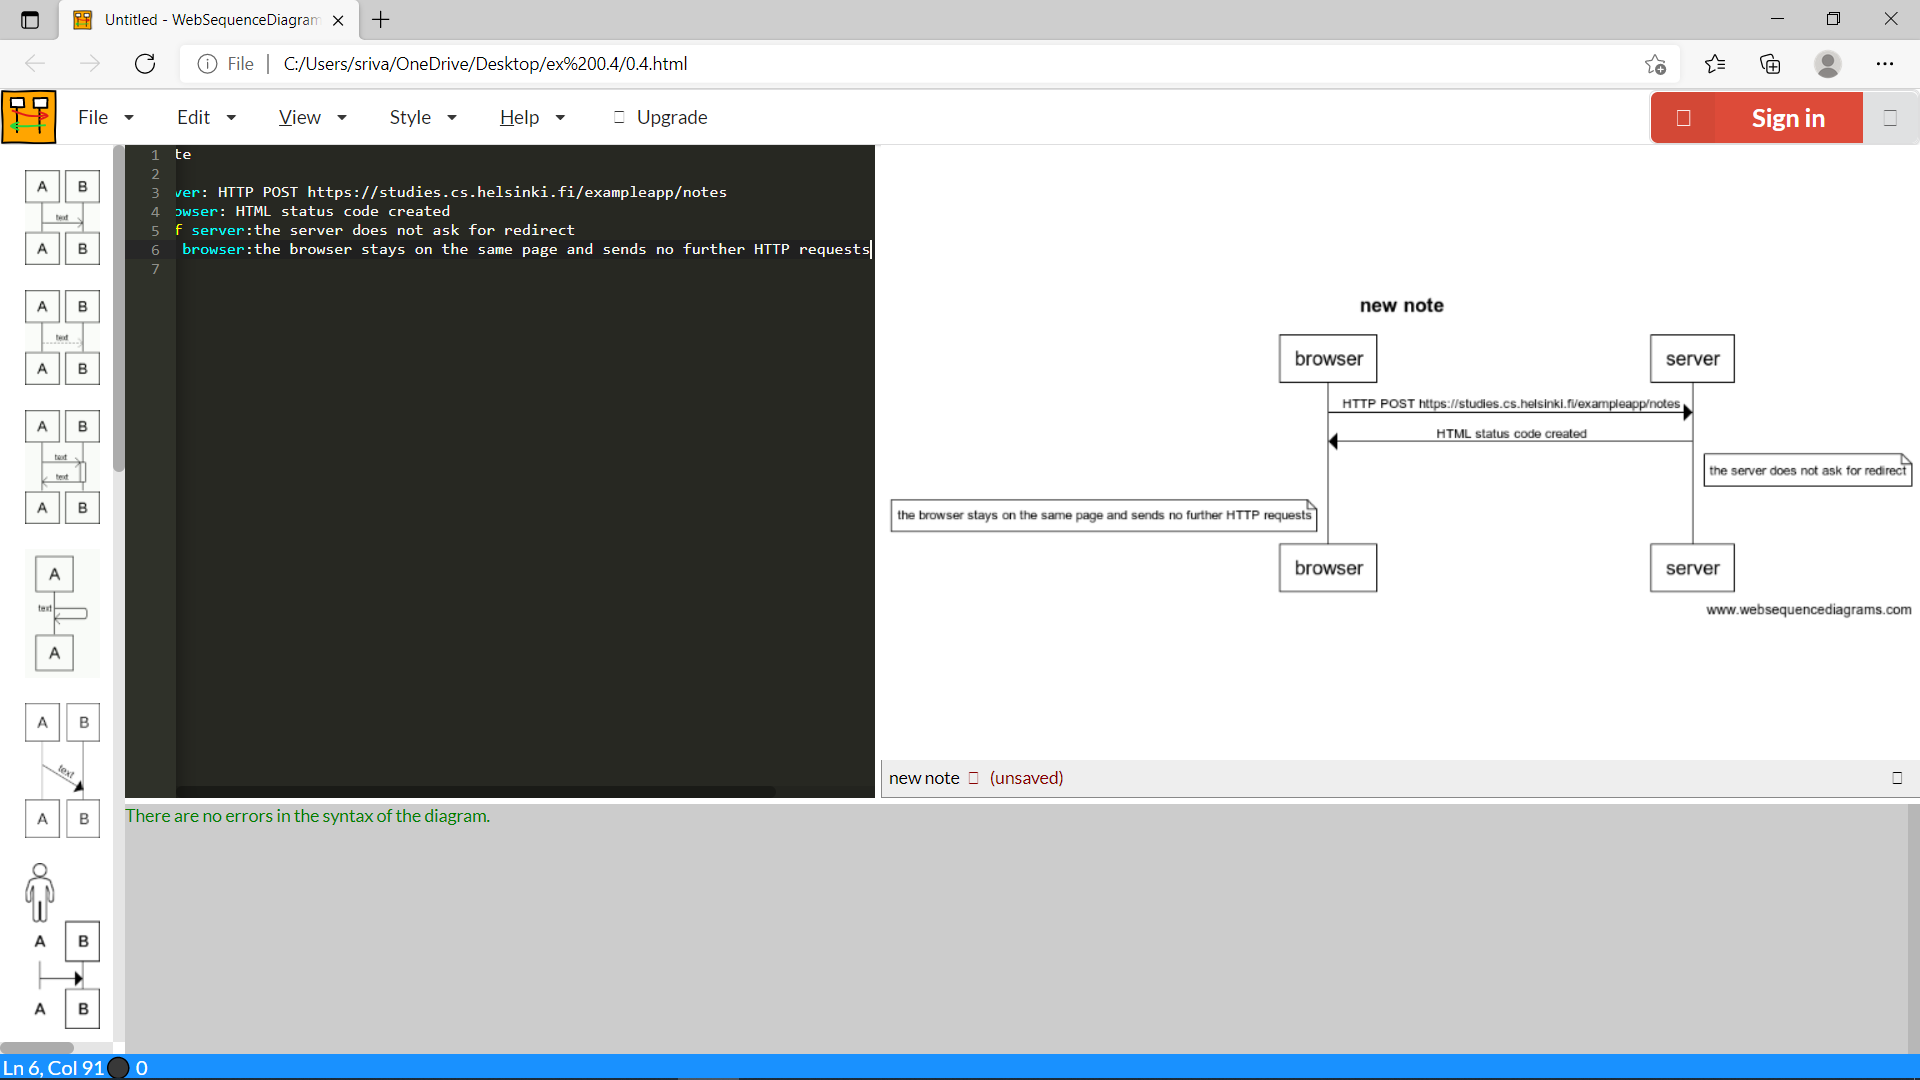 Untitled - WebSequenceDiagram
File C:/Users/sriva/OneDrive/Desktop/ex%200.4/0.4.html
File Edit View Style Help Upgrade Sign in
1 te
2
3 ver: HTTP POST https://studies.cs.helsinki.fi/exampleapp/notes
4 owser: HTML status code created
5 f server:the server does not ask for redirect
6 browser:the browser stays on the same page and sends no further HTTP requests
7
A B
text
A B
A B
text
A B
A B
text
text
A B
A
text
A
A B
text
A B
A B
A B
new note
browser server
HTTP POST https://studies.cs.helsinki.fi/exampleapp/notes
HTML status code created
the server does not ask for redirect
the browser stays on the same page and sends no further HTTP requests
browser server
www.websequencediagrams.com
new note (unsaved)
There are no errors in the syntax of the diagram.
Ln 6, Col 91 0